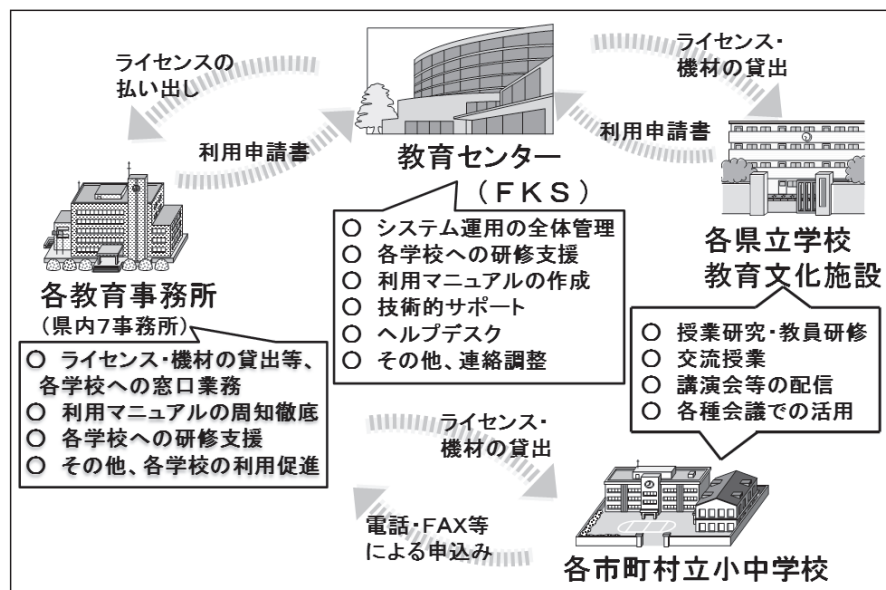 ライセンスの
払い出し
利用申請書
ライセンス・
機材の貸出
利用申請書
教育センター
（ＦＫＳ）
○ システム運用の全体管理
○ 各学校への研修支援
○ 利用マニュアルの作成
○ 技術的サポート
○ ヘルプデスク
○ その他、連絡調整
各教育事務所
（県内７事務所）
○ ライセンス・機材の貸出等、
各学校への窓口業務
○ 利用マニュアルの周知徹底
○ 各学校への研修支援
○ その他、各学校の利用促進
各県立学校
教育文化施設
○ 授業研究・教員研修
○ 交流授業
○ 講演会等の配信
○ 各種会議での活用
ライセンス・
機材の貸出
電話・FAX等
による申込み
各市町村立小中学校